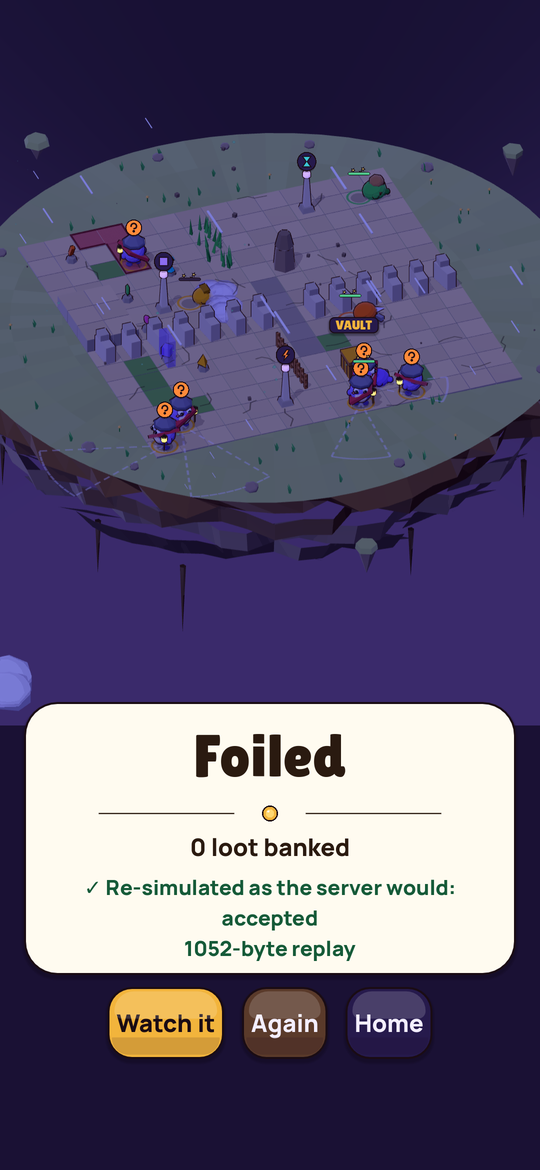 ?
?
VAULT
?
?
?
?
?
Foiled
0 loot banked
✓ Re-simulated as the server would:
accepted
1052-byte replay
Watch it
Again
Home